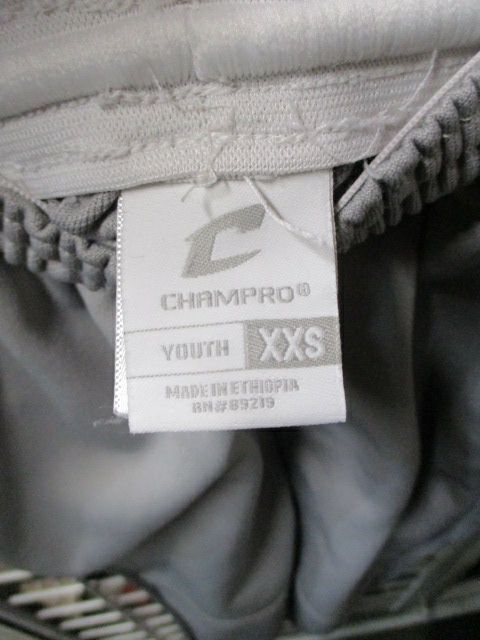 CHAMPRO®
YOUTH XXS
MADE IN ETHIOPIA
RN#89219